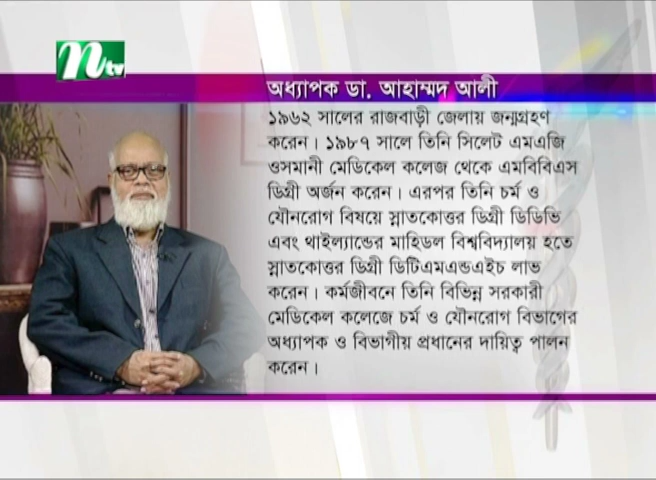 ntv
অধ্যাপক ডা. আহাম্মদ আলী
১৯৬২ সালের রাজবাড়ী জেলায় জন্মগ্রহণ
করেন। ১৯৮৭ সালে তিনি সিলেট এমএজি
ওসমানী মেডিকেল কলেজ থেকে এমবিবিএস
ডিগ্রী অর্জন করেন। এরপর তিনি চর্ম ও
যৌনরোগ বিষয়ে স্নাতকোত্তর ডিগ্রী ডিডিভি
এবং থাইল্যান্ডের মাহিডল বিশ্ববিদ্যালয় হতে
স্নাতকোত্তর ডিগ্রী ডিটিএমএন্ডএইচ লাভ
করেন। কর্মজীবনে তিনি বিভিন্ন সরকারী
মেডিকেল কলেজে চর্ম ও যৌনরোগ বিভাগের
অধ্যাপক ও বিভাগীয় প্রধানের দায়িত্ব পালন
করেন।